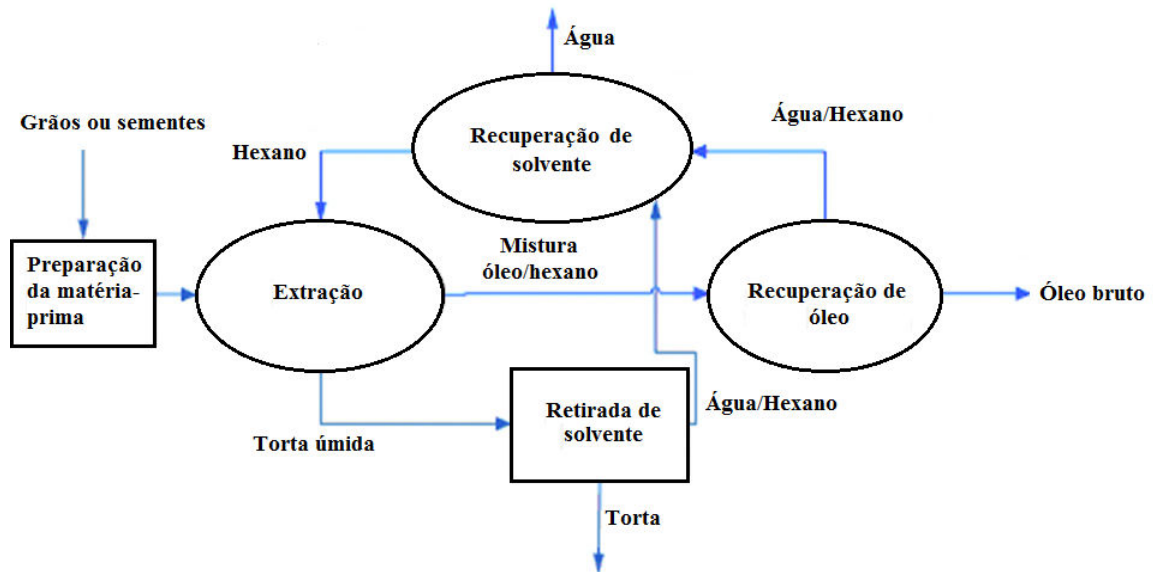 Água
Grãos ou sementes
Recuperação de
solvente
Água/Hexano
Hexano
Preparação
da matéria-
prima
Extração
Mistura
óleo/hexano
Recuperação de
óleo
Óleo bruto
Torta úmida
Retirada de
solvente
Água/Hexano
Torta